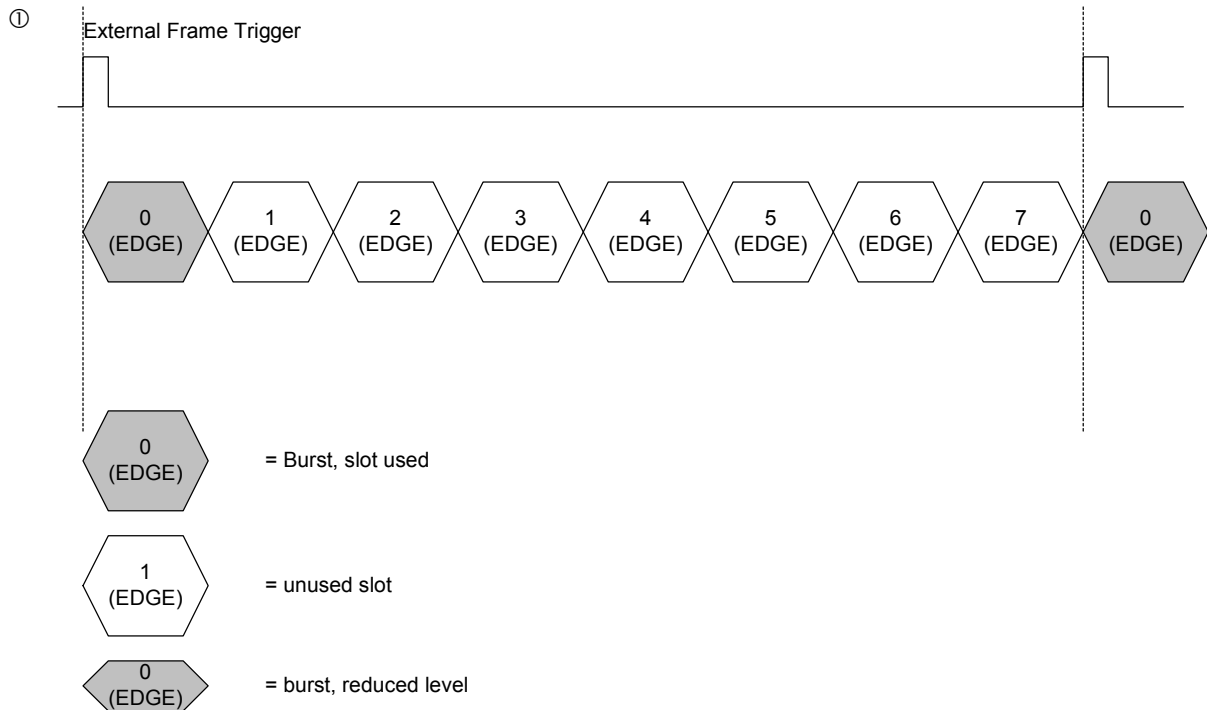 ①
External Frame Trigger
0
(EDGE)
1
(EDGE)
2
(EDGE)
3
(EDGE)
4
(EDGE)
5
(EDGE)
6
(EDGE)
7
(EDGE)
0
(EDGE)
0
(EDGE)
= Burst, slot used
1
(EDGE)
= unused slot
0
(EDGE)
= burst, reduced level